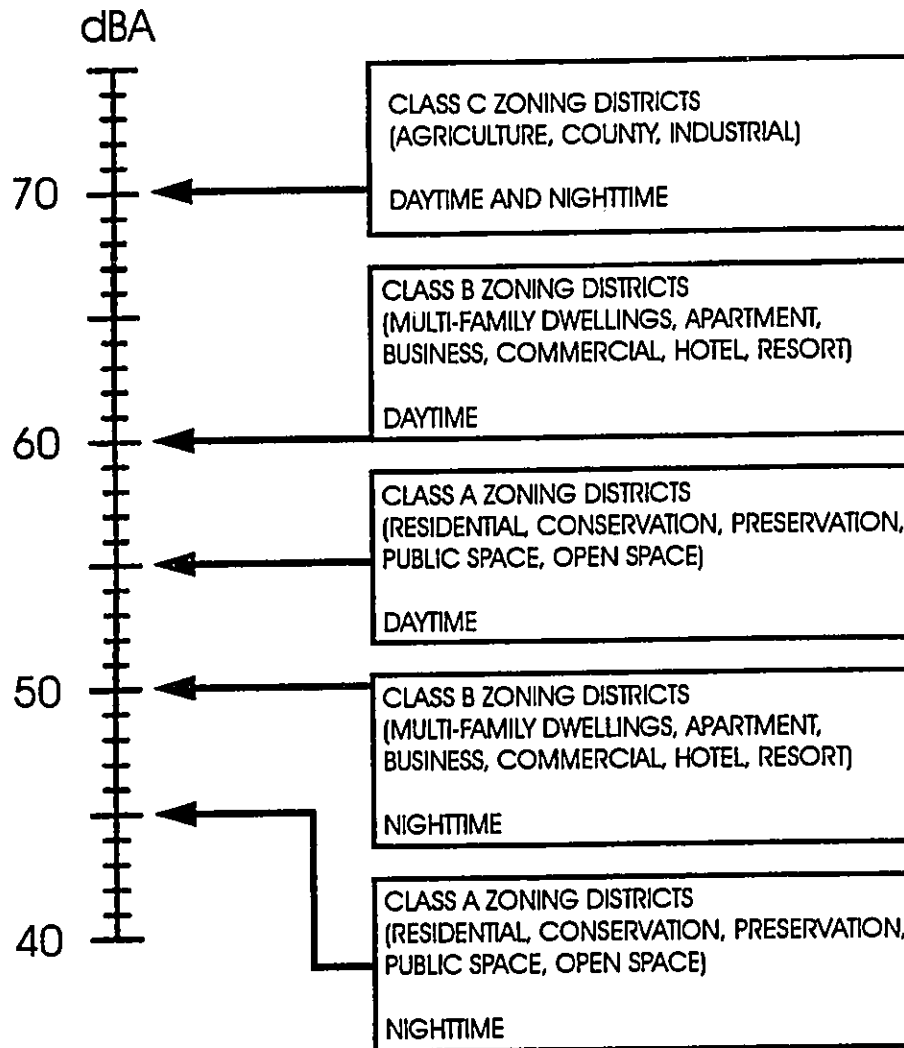 dBA
70
60
50
40
CLASS C ZONING DISTRICTS
(AGRICULTURE, COUNTY, INDUSTRIAL)
DAYTIME AND NIGHTTIME
CLASS B ZONING DISTRICTS
(MULTI-FAMILY DWELLINGS, APARTMENT,
BUSINESS, COMMERCIAL, HOTEL, RESORT)
DAYTIME
CLASS A ZONING DISTRICTS
(RESIDENTIAL, CONSERVATION, PRESERVATION,
PUBLIC SPACE, OPEN SPACE)
DAYTIME
CLASS B ZONING DISTRICTS
(MULTI-FAMILY DWELLINGS, APARTMENT,
BUSINESS, COMMERCIAL, HOTEL, RESORT)
NIGHTTIME
CLASS A ZONING DISTRICTS
(RESIDENTIAL, CONSERVATION, PRESERVATION,
PUBLIC SPACE, OPEN SPACE)
NIGHTTIME